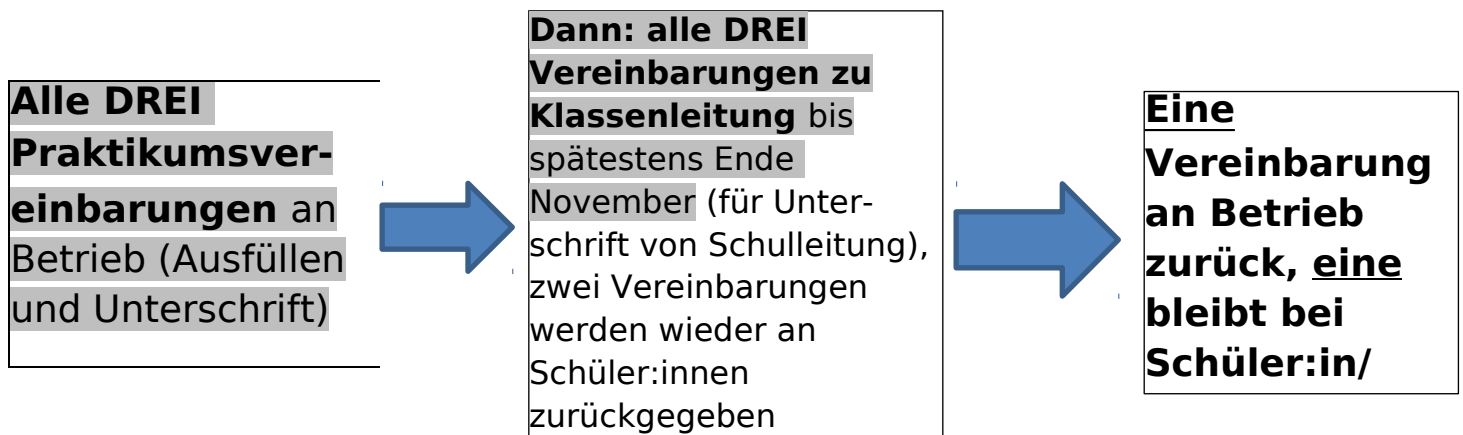 Alle DREI
Praktikumsver-
einbarungen an
Betrieb (Ausfüllen
und Unterschrift)
Dann: alle DREI
Vereinbarungen zu
Klassenleitung bis
spätestens Ende
November (für Unter-
schrift von Schulleitung),
zwei Vereinbarungen
werden wieder an
Schüler:innen
zurückgegeben
Eine
Vereinbarung
an Betrieb
zurück, eine
bleibt bei
Schüler:in/